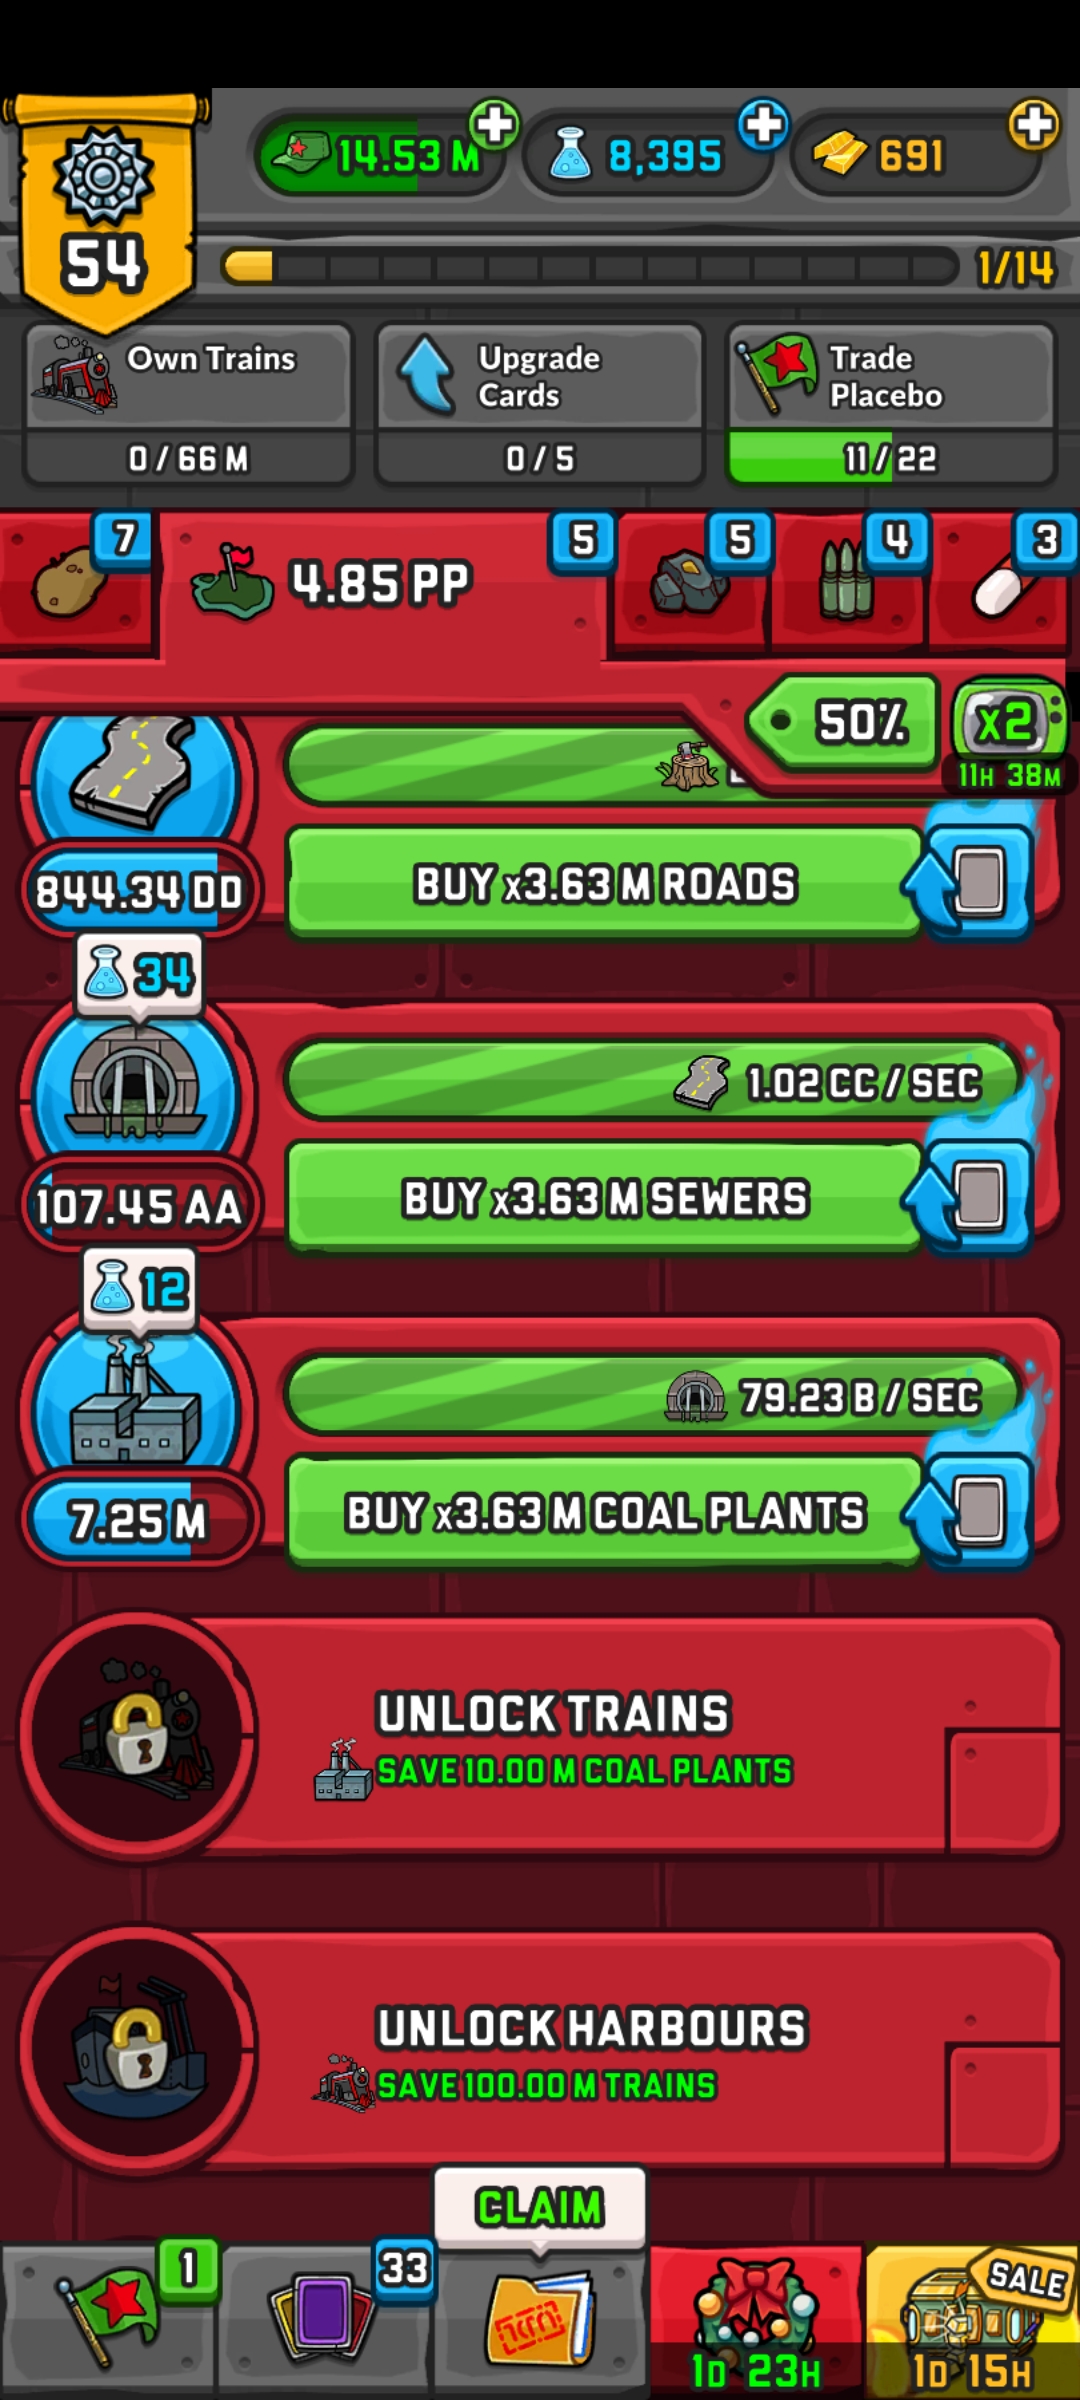 14.53 M
8,395
691
54
1/14
Own Trains
0 / 66 M
Upgrade
Cards
0 / 5
Trade
Placebo
11 / 22
7
4.85 PP
5
5
4
3
50%
x2
11H 38M
844.34 DD
BUY x3.63 M ROADS
34
1.02 CC / SEC
107.45 AA
BUY x3.63 M SEWERS
12
79.23 B / SEC
7.25 M
BUY x3.63 M COAL PLANTS
UNLOCK TRAINS
SAVE 10.00 M COAL PLANTS
UNLOCK HARBOURS
SAVE 100.00 M TRAINS
CLAIM
1
33
1D 23H
SALE
1D 15H